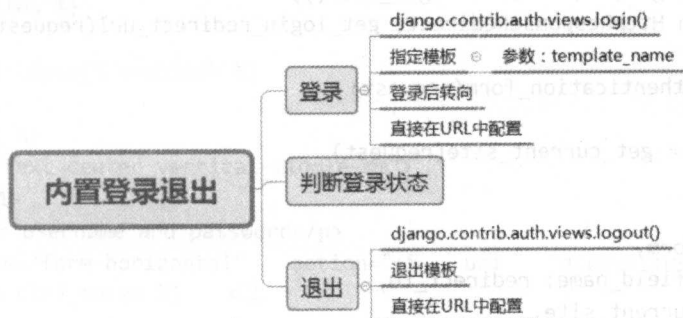 django.contrib.auth.views.login()
指定模板 参数：template_name
登录
登录后转向
直接在URL中配置
内置登录退出
判断登录状态
django.contrib.auth.views.logout()
退出模板
退出
直接在URL中配置